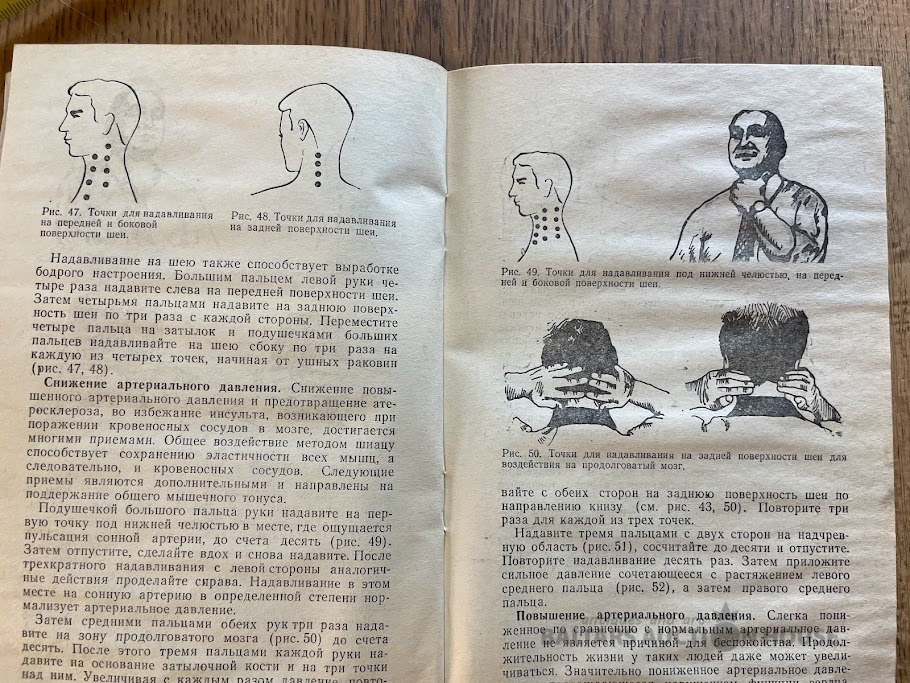 Рис. 47. Точки для надавливания
на передней и боковой
поверхности шеи.
Рис. 48. Точки для надавливания
на задней поверхности шеи.
Надавливание на шею также способствует выработке
бодрого настроения. Большим пальцем левой руки че-
тыре раза надавите слева на передней поверхности шеи.
Затем четырьмя пальцами надавите на заднюю поверх-
ность шеи по три раза с каждой стороны. Переместите
четыре пальца на затылок и подушечками больших
пальцев надавливайте на шею сбоку по три раза на
каждую из четырех точек, начиная от ушных раковин
(рис. 47, 48).
Снижение артериального давления. Снижение повы-
шенного артериального давления и предотвращение ате-
росклероза, во избежание инсульта, возникающего при
поражении кровеносных сосудов в мозге, достигается
многими приемами. Общее воздействие методом шиацу
способствует сохранению эластичности всех мышц, а
следовательно, и кровеносных сосудов. Следующие
приемы являются дополнительными и направлены на
поддержание общего мышечного тонуса.
Подушечкой большого пальца руки надавите на пер-
вую точку под нижней челюстью в месте, где ощущается
пульсация сонной артерии, до счета десять (рис. 49).
Затем отпустите, сделайте вдох и снова надавите. После
трехкратного надавливания с левой стороны аналогич-
ные действия проделайте справа. Надавливание в этом
месте на сонную артерию в определенной степени нор-
мализует артериальное давление.
Затем средними пальцами обеих рук три раза нада-
вите на зону продолговатого мозга (рис. 50) до счета
десять. После этого тремя пальцами каждой руки на-
давите на основание затылочной кости и на три точки
над ним. Увеличивая с каждым разом давление, повто-
Рис. 49. Точки для надавливания под нижней челюстью, на перед-
ней и боковой поверхности шеи.
Рис. 50. Точки для надавливания на задней поверхности шеи для
воздействия на продолговатый мозг.
вайте с обеих сторон на заднюю поверхность шеи по
направлению книзу (см. рис. 43, 50). Повторите три
раза для каждой из трех точек.
Надавите тремя пальцами с двух сторон на надчрев-
ную область (рис. 51), сосчитайте до десяти и отпустите.
Повторите надавливание десять раз. Затем приложите
сильное давление сочетающееся с растяжением левого
среднего пальца (рис. 52), а затем правого среднего
пальца.
Повышение артериального давления. Слегка пони-
женное по сравнению с нормальным артериальное дав-
ление не является причиной для беспокойства. Продол-
жительность жизни у таких людей даже может увели-
чиваться. Значительно пониженное артериальное давле-